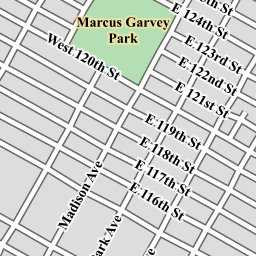 Marcus Garvey
Park
E 124th St
E 123rd St
E 122nd St
E 121st St
West 120th St
E 119th St
E 118th St
E 117th St
E 116th St
Madison Ave
Park Ave